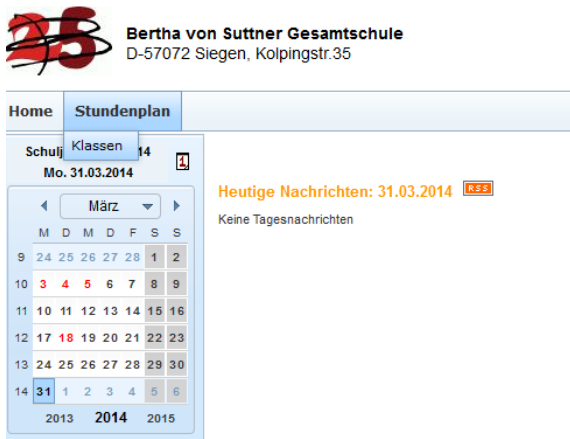 25
Bertha von Suttner Gesamtschule
D-57072 Siegen, Kolpingstr.35
Home Stundenplan
Klassen
Schulj 14
Mo. 31.03.2014
1
März
M D M D F S S
9 24 25 26 27 28 1 2
10 3 4 5 6 7 8 9
11 10 11 12 13 14 15 16
12 17 18 19 20 21 22 23
13 24 25 26 27 28 29 30
14 31 1 2 3 4 5 6
2013 2014 2015
Heutige Nachrichten: 31.03.2014 RSS
Keine Tagesnachrichten